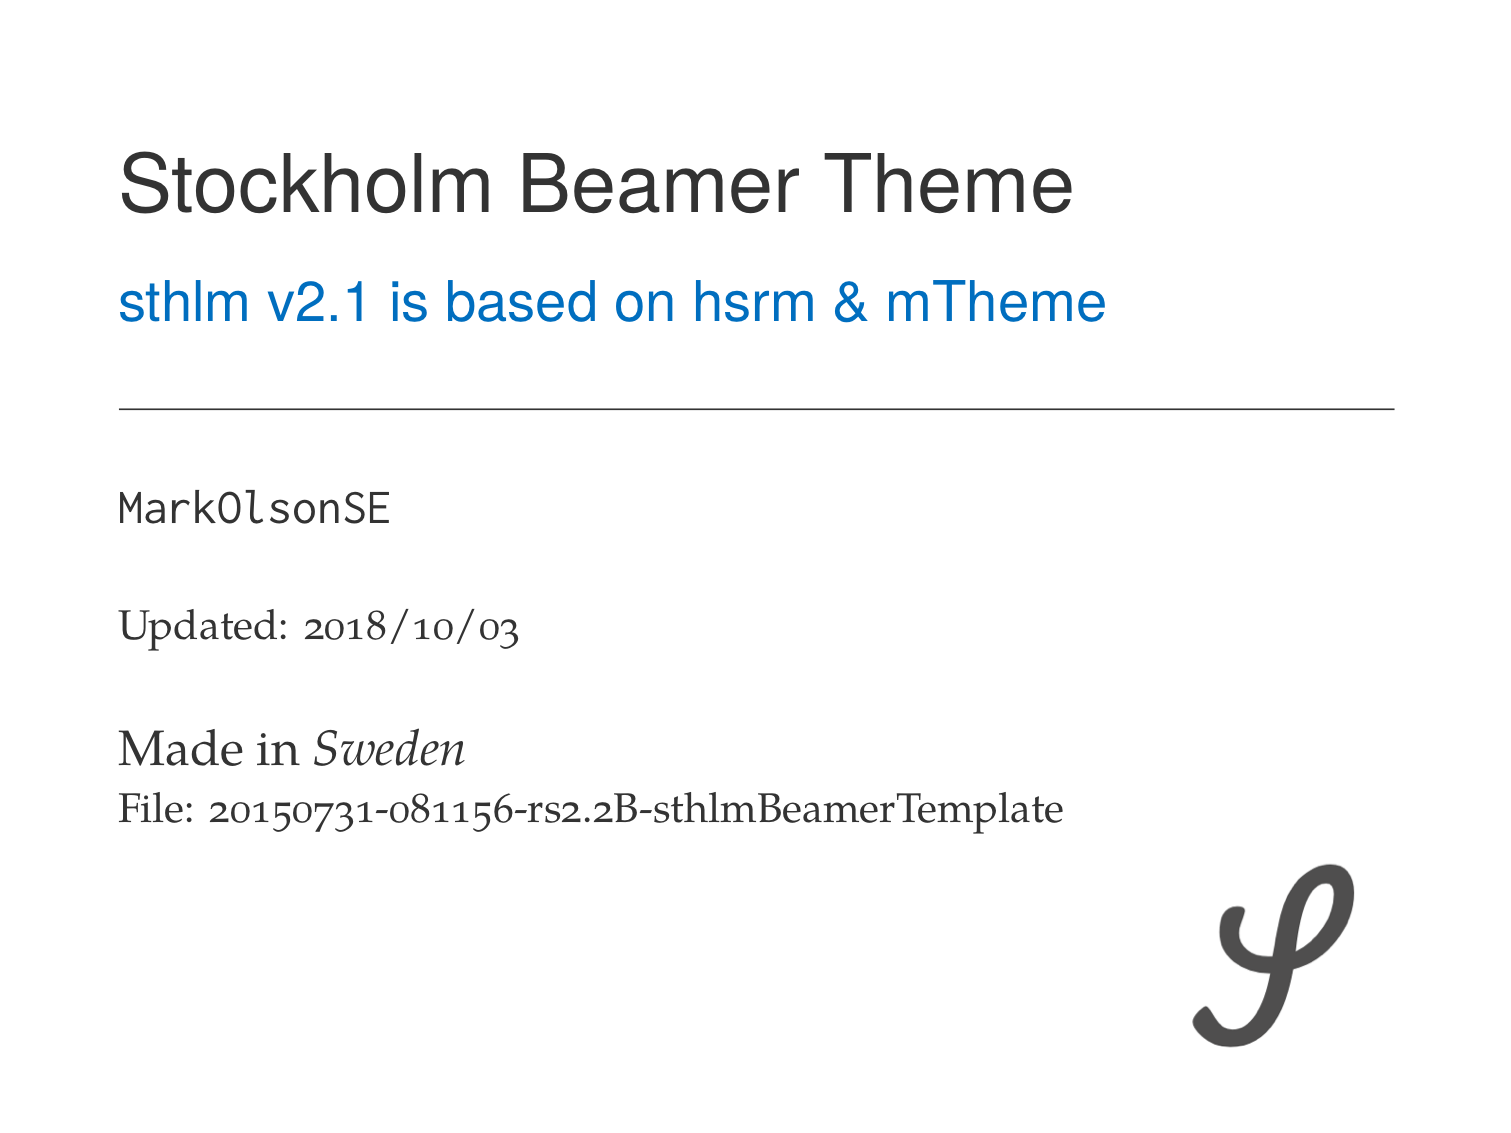 Stockholm Beamer Theme
sthlm v2.1 is based on hsrm & mTheme
MarkOlsonSE
Updated: 2018/10/03
Made in Sweden
File: 20150731-081156-rs2.2B-sthlmBeamerTemplate